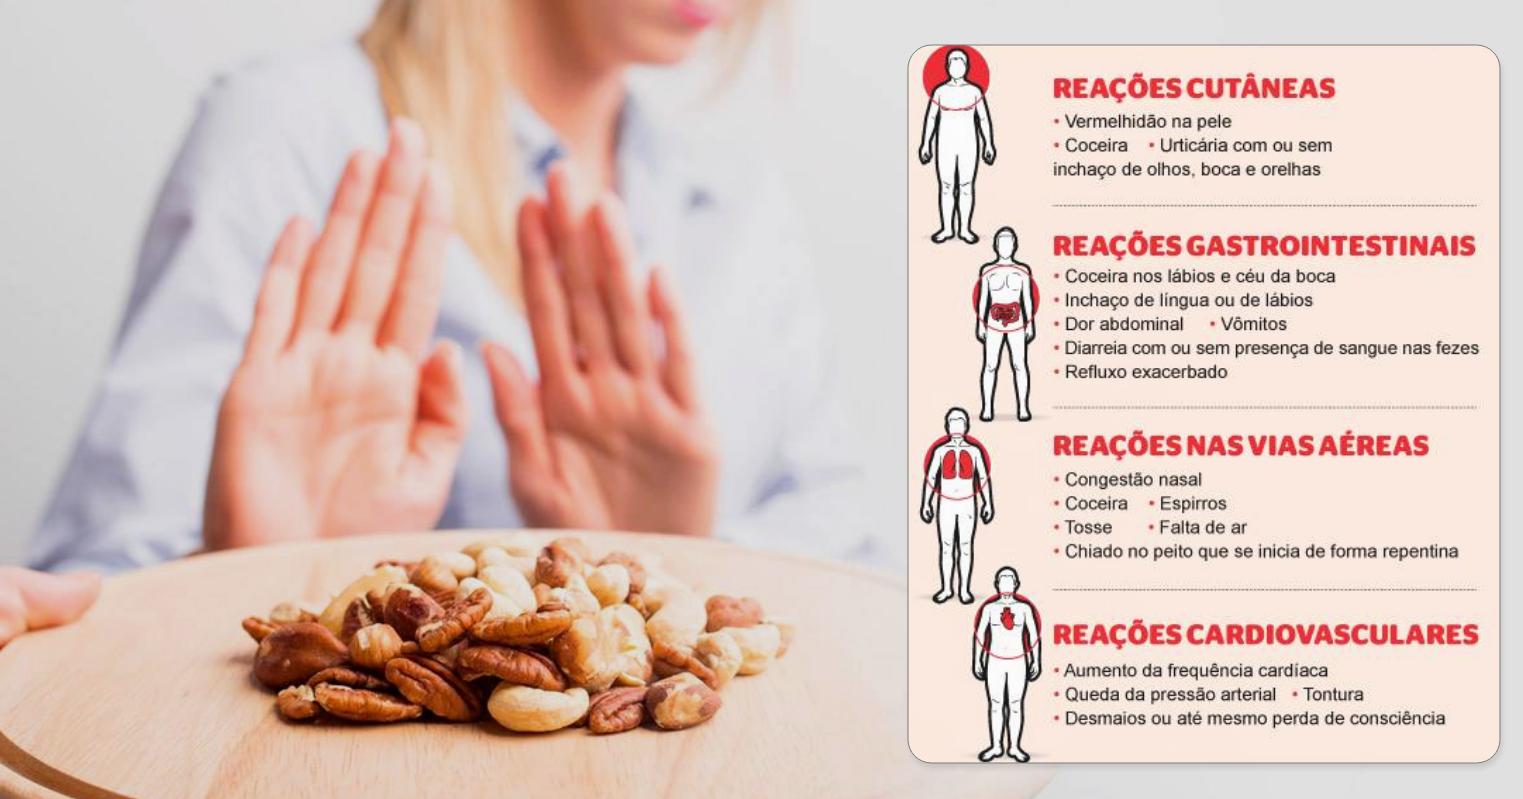 REAÇÕES CUTÂNEAS
• Vermelhidão na pele
• Coceira • Urticária com ou sem
inchaço de olhos, boca e orelhas
REAÇÕES GASTROINTESTINAIS
• Coceira nos lábios e céu da boca
• Inchaço de língua ou de lábios
• Dor abdominal • Vômitos
• Diarreia com ou sem presença de sangue nas fezes
• Refluxo exacerbado
REAÇÕES NAS VIAS AÉREAS
• Congestão nasal
• Coceira • Espirros
• Tosse • Falta de ar
• Chiado no peito que se inicia de forma repentina
REAÇÕES CARDIOVASCULARES
• Aumento da frequência cardíaca
• Queda da pressão arterial • Tontura
• Desmaios ou até mesmo perda de consciência